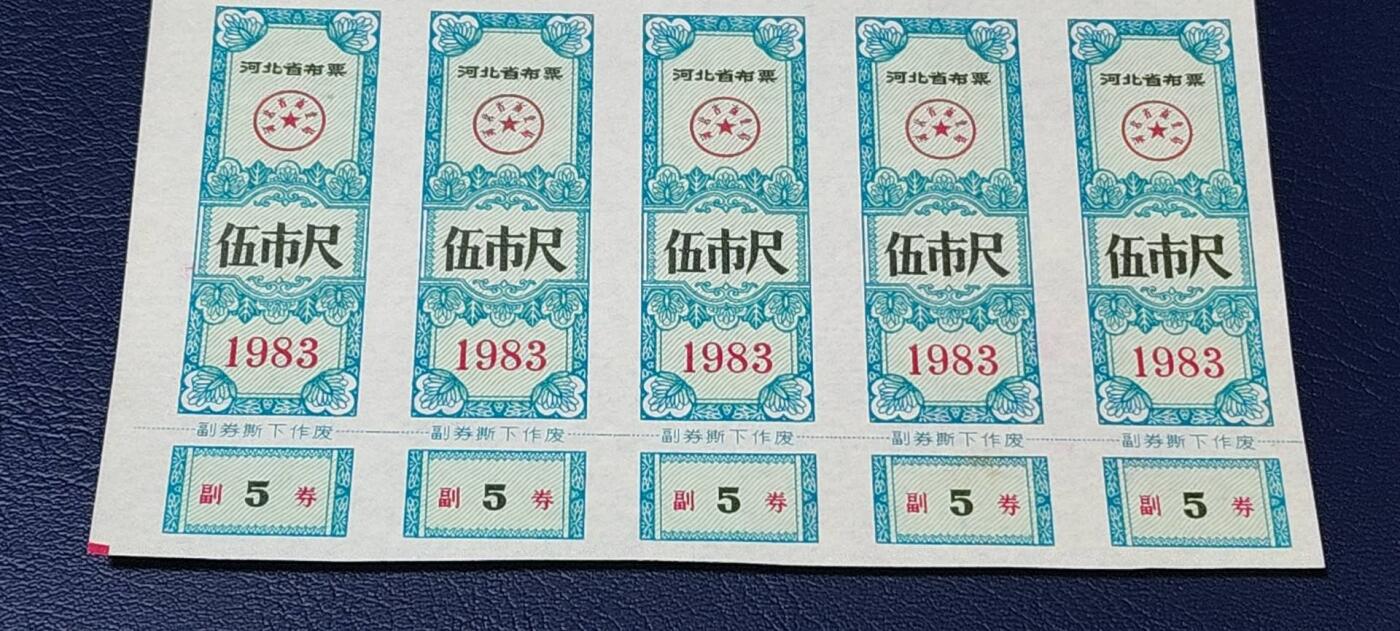 河北省布票 河北省布票 河北省布票 河北省布票 河北省布票
伍市尺 伍市尺 伍市尺 伍市尺 伍市尺
1983 1983 1983 1983 1983
副券撕下作废 副券撕下作废 副券撕下作废 副券撕下作废 副券撕下作废
副 5 券 副 5 券 副 5 券 副 5 券 副 5 券